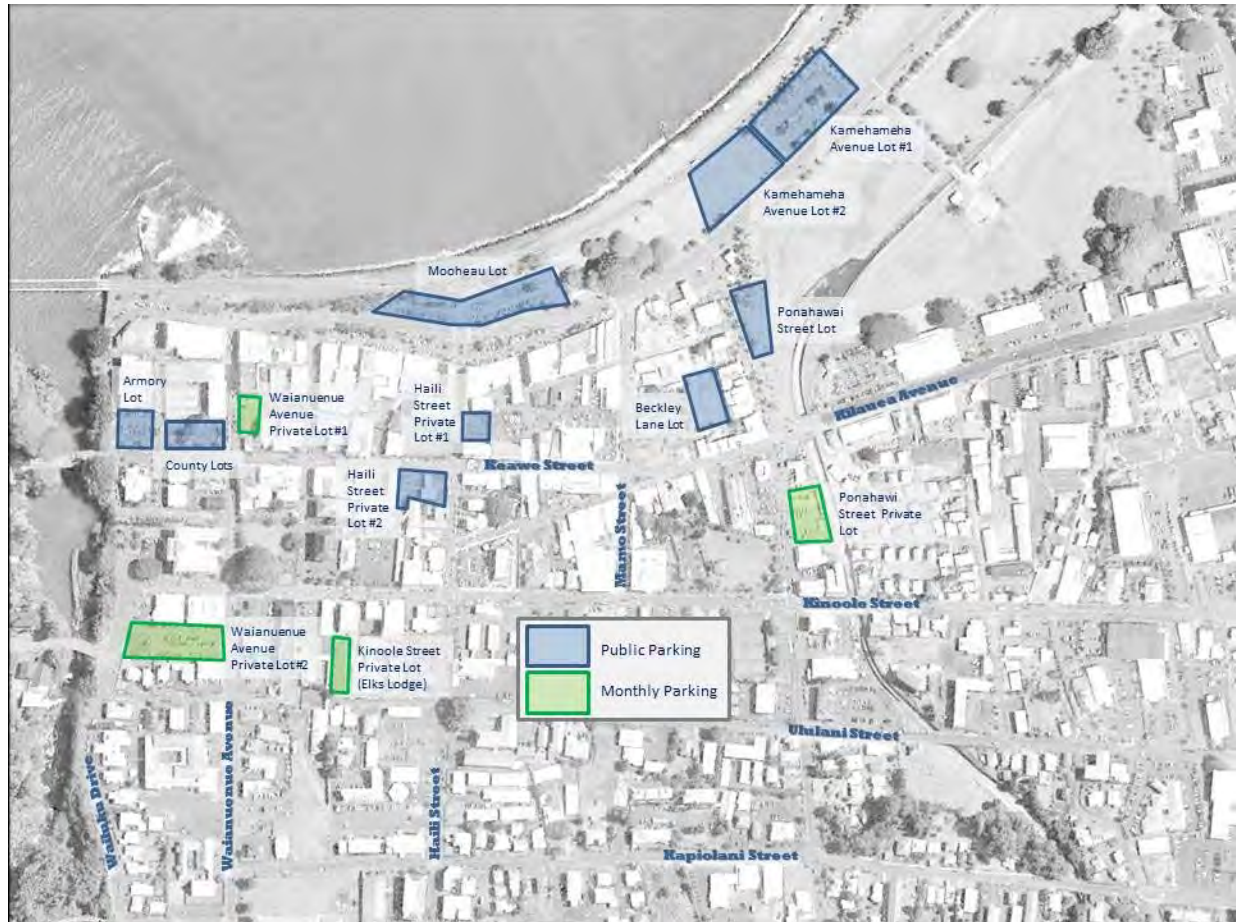 Kamehameha
Avenue Lot #1
Kamehameha
Avenue Lot #2
Mooheau Lot
Ponahawai
Street Lot
Armory
Lot
Waianuenue
Avenue
Private Lot #1
Haili
Street
Private
Lot #1
Beckley
Lane Lot
Kilauea Avenue
County Lots
Keawe Street
Haili
Street
Private
Lot #2
Mamo Street
Ponahawi
Street Private
Lot
Kinoole Street
Waianuenue
Avenue
Private Lot #2
Kinoole Street
Private Lot
(Elks Lodge)
Public Parking
Monthly Parking
Ululani Street
Wailuku Drive
Waianuenue Avenue
Haili Street
Kapiolani Street